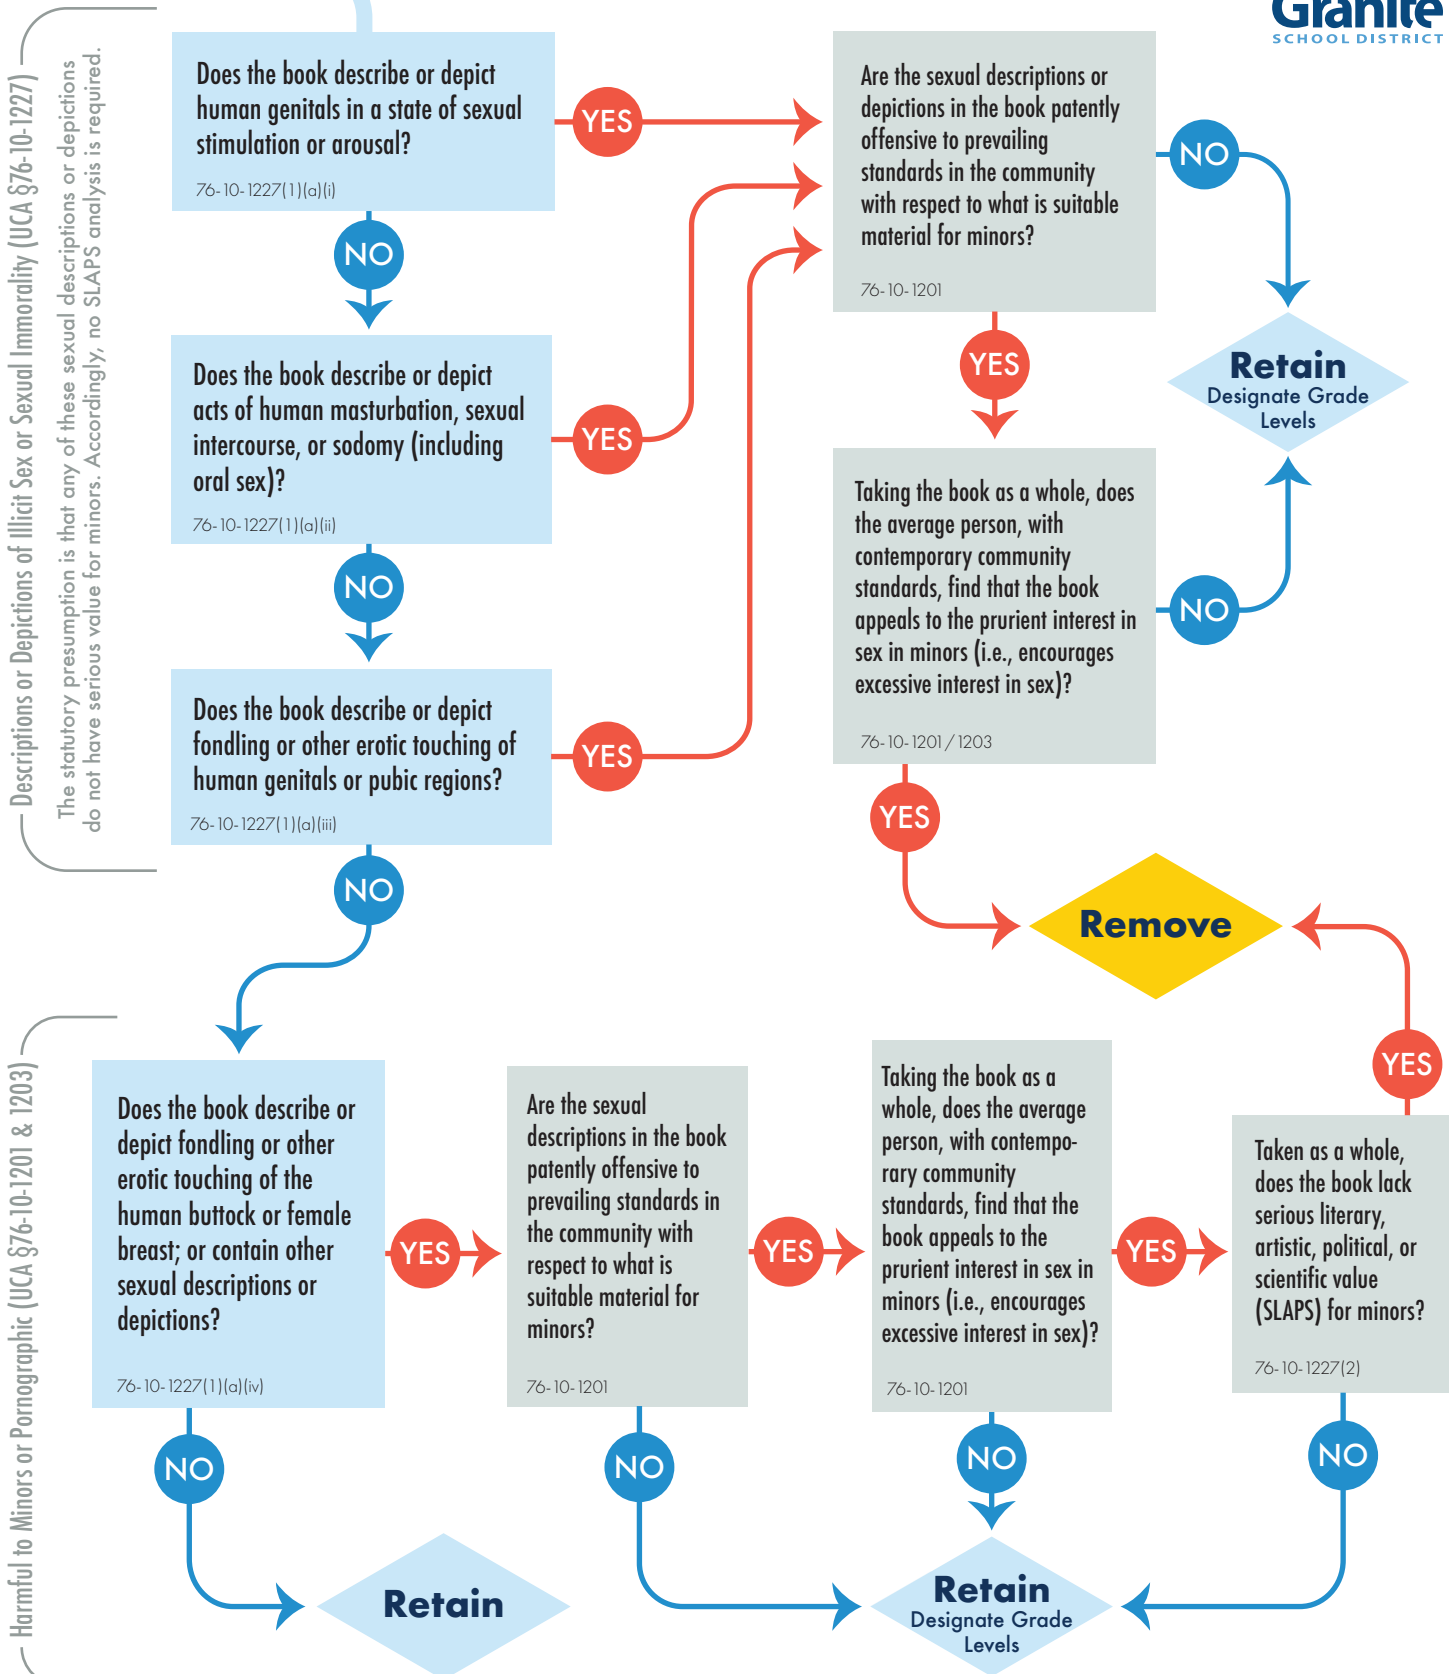 Granite
SCHOOL DISTRICT
Descriptions or Depictions of Illicit Sex or Sexual Immorality (UCA §76-10-1227)
The statutory presumption is that any of these sexual descriptions or depictions
do not have serious value for minors. Accordingly, no SLAPS analysis is required.
Does the book describe or depict
human genitals in a state of sexual
stimulation or arousal?
76-10-1227(1)(a)(i)
YES
NO
Does the book describe or depict
acts of human masturbation, sexual
intercourse, or sodomy (including
oral sex)?
76-10-1227(1)(a)(ii)
YES
NO
Does the book describe or depict
fondling or other erotic touching of
human genitals or pubic regions?
76-10-1227(1)(a)(iii)
YES
NO
Are the sexual descriptions or
depictions in the book patently
offensive to prevailing
standards in the community
with respect to what is suitable
material for minors?
76-10-1201
NO
YES
Retain
Designate Grade
Levels
Taking the book as a whole, does
the average person, with
contemporary community
standards, find that the book
appeals to the prurient interest in
sex in minors (i.e., encourages
excessive interest in sex)?
76-10-1201/1203
NO
YES
Remove
Harmful to Minors or Pornographic (UCA §76-10-1201 & 1203)
Does the book describe or
depict fondling or other
erotic touching of the
human buttock or female
breast; or contain other
sexual descriptions or
depictions?
76-10-1227(1)(a)(iv)
YES
NO
Retain
Are the sexual
descriptions in the book
patently offensive to
prevailing standards in
the community with
respect to what is
suitable material for
minors?
76-10-1201
YES
NO
Taking the book as a
whole, does the average
person, with contempo-
rary community
standards, find that the
book appeals to the
prurient interest in sex in
minors (i.e., encourages
excessive interest in sex)?
76-10-1201
YES
NO
Taken as a whole,
does the book lack
serious literary,
artistic, political, or
scientific value
(SLAPS) for minors?
76-10-1227(2)
YES
NO
Retain
Designate Grade
Levels